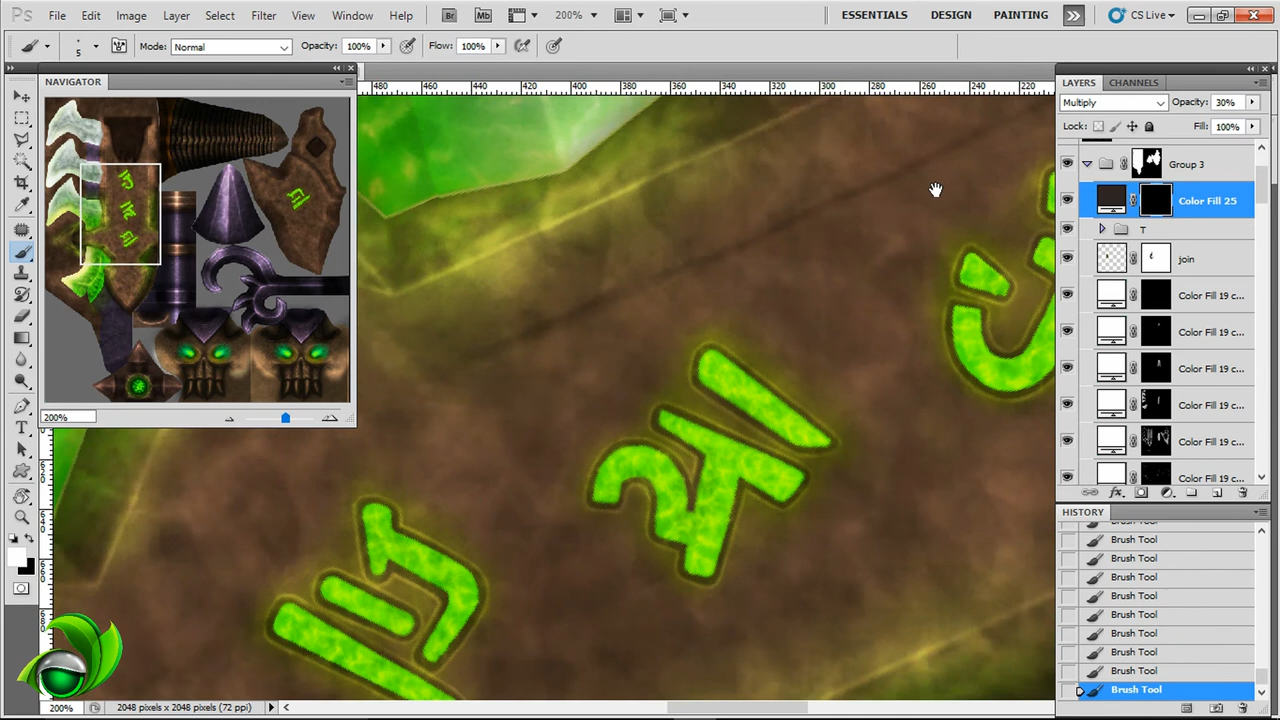 Ps File Edit Image Layer Select Filter View Window Help Br Mb 200% ESSENTIALS DESIGN PAINTING CS Live
5 Mode: Normal Opacity: 100% Flow: 100%
NAVIGATOR
480 460 440 420 400 380 360 340 320 300 280 260 240 220
200%
LAYERS CHANNELS
Multiply Opacity: 30%
Lock: Fill: 100%
Group 3
Color Fill 25
T
join
Color Fill 19 c...
Color Fill 19 c...
Color Fill 19 c...
Color Fill 19 c...
Color Fill 19 c...
Color Fill 19 c...
HISTORY
Brush Tool
Brush Tool
Brush Tool
Brush Tool
Brush Tool
Brush Tool
Brush Tool
Brush Tool
Brush Tool
Brush Tool
200% 2048 pixels x 2048 pixels (72 ppi)